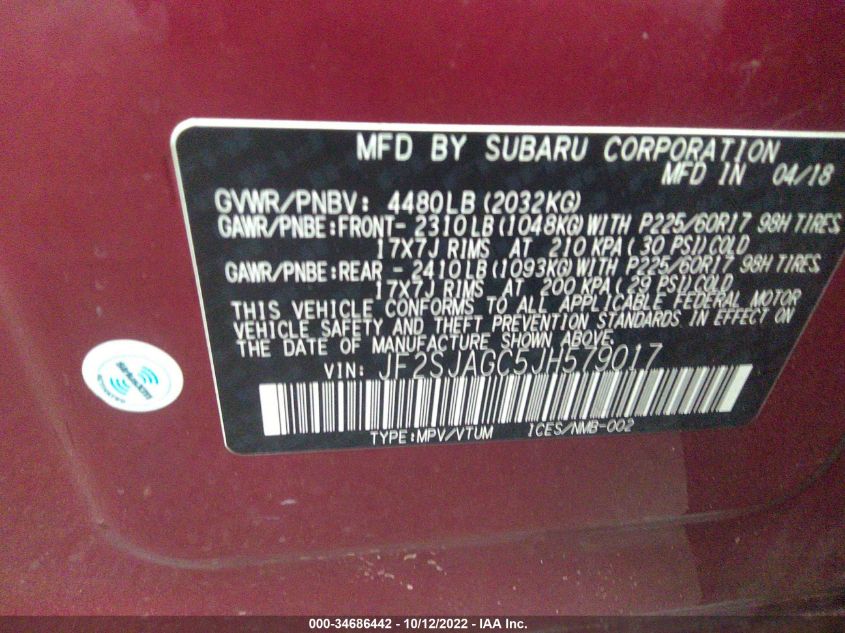 MFD BY SUBARU CORPORATION
MFD IN 04/18
GVWR/PNBV: 4480LB (2032KG)
GAWR/PNBE:FRONT- 2310LB (1048KG) WITH P225/60R17 98H TIRES
17X7J RIMS AT 210 KPA (30 PSI) COLD
GAWR/PNBE:REAR - 2410LB (1093KG) WITH P225/60R17 98H TIRES
17X7J RIMS AT 200 KPA (29 PSI) COLD
THIS VEHICLE CONFORMS TO ALL APPLICABLE FEDERAL MOTOR
VEHICLE SAFETY AND THEFT PREVENTION STANDARDS IN EFFECT ON
THE DATE OF MANUFACTURE SHOWN ABOVE.
VIN: JF2SJAGC5JH579017
TYPE:MPV/VTUM ICES/NMB-002
SiriusXM
000-34686442 - 10/12/2022 - IAA Inc.